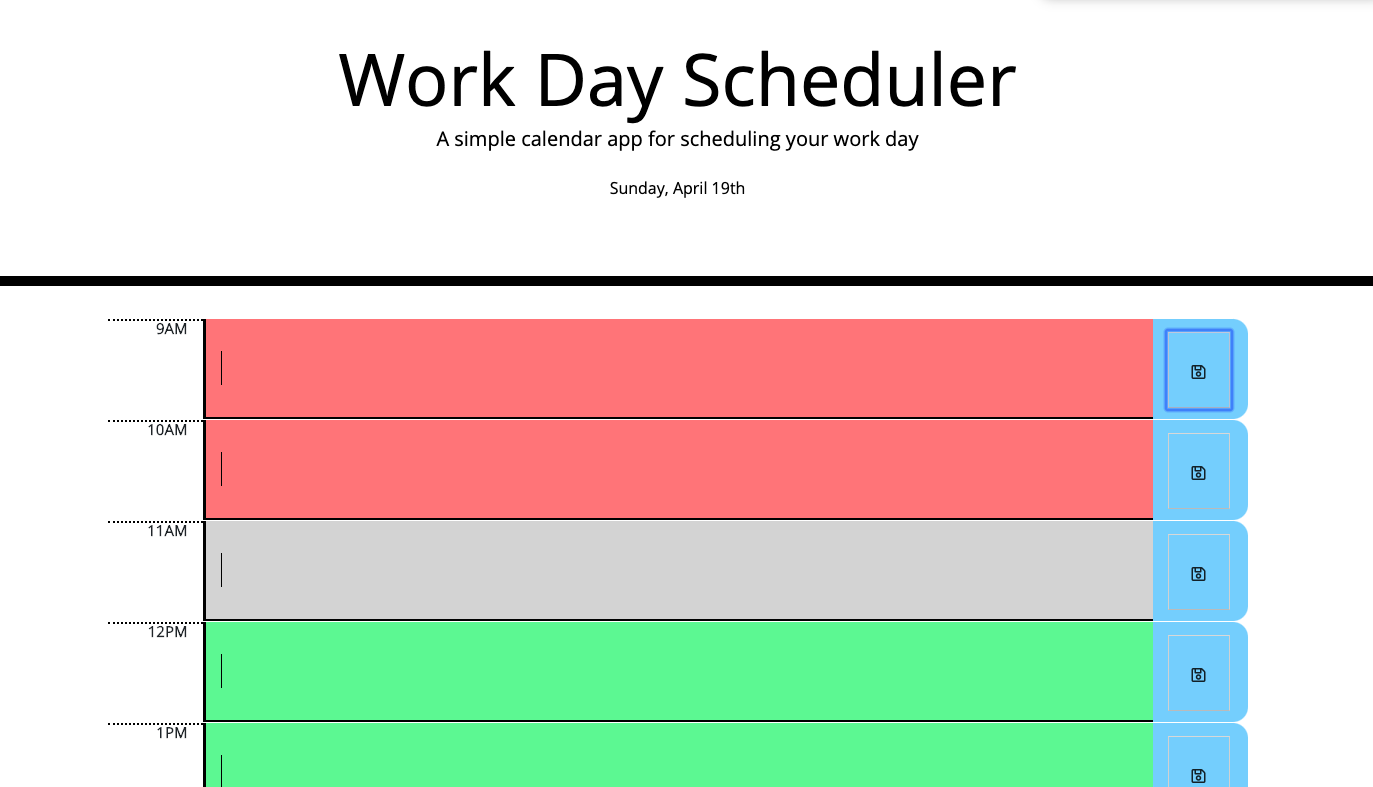 Work Day Scheduler
A simple calendar app for scheduling your work day
Sunday, April 19th
9AM
10AM
11AM
12PM
1PM